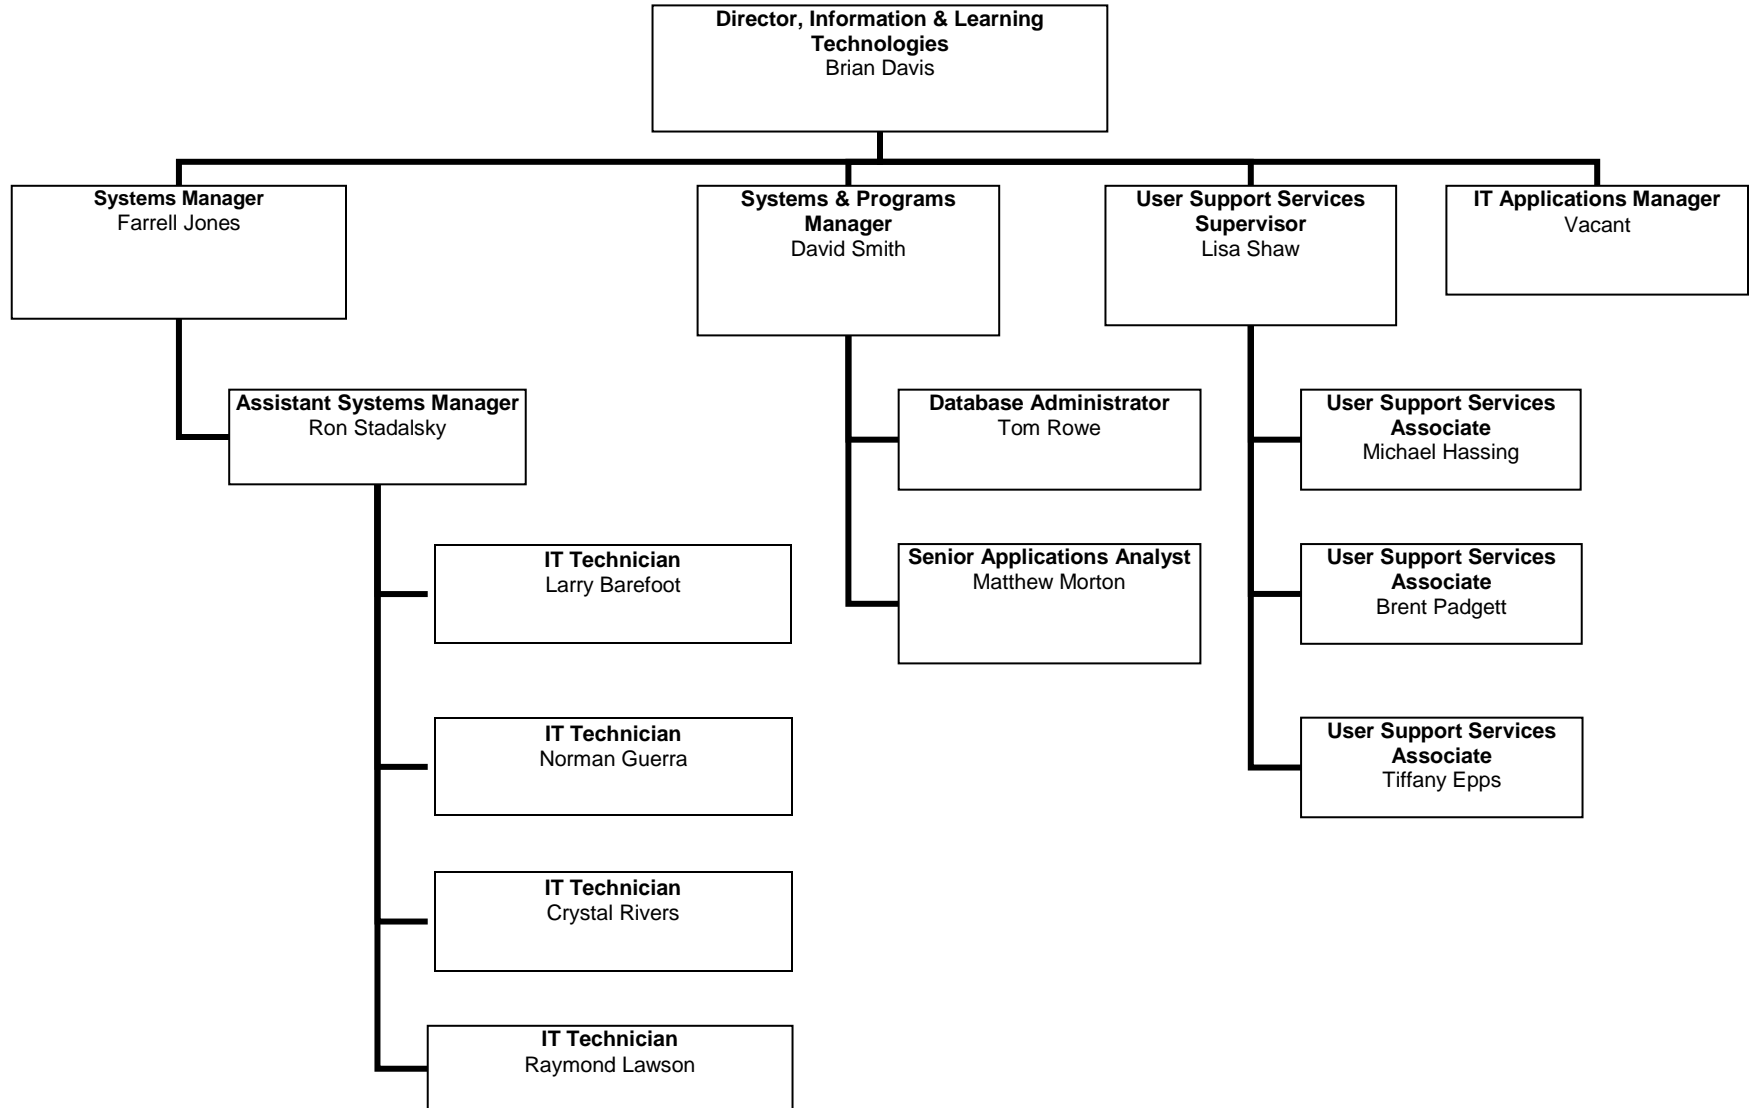 Director, Information & Learning
Technologies
Brian Davis
Systems Manager
Farrell Jones
Systems & Programs
Manager
David Smith
User Support Services
Supervisor
Lisa Shaw
IT Applications Manager
Vacant
Assistant Systems Manager
Ron Stadalsky
IT Technician
Larry Barefoot
IT Technician
Norman Guerra
IT Technician
Crystal Rivers
IT Technician
Raymond Lawson
Database Administrator
Tom Rowe
Senior Applications Analyst
Matthew Morton
User Support Services
Associate
Michael Hassing
User Support Services
Associate
Brent Padgett
User Support Services
Associate
Tiffany Epps